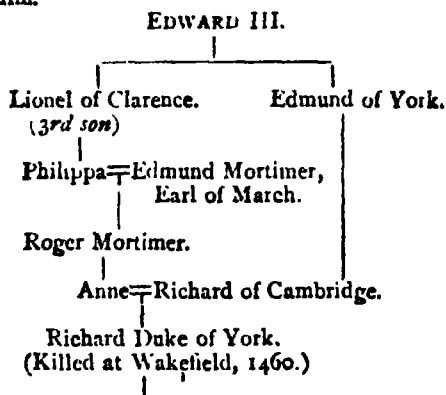 EDWARD III.
Lionel of Clarence. Edmund of York.
(3rd son)
Philippa=Edmund Mortimer,
Earl of March.
Roger Mortimer.
Anne=Richard of Cambridge.
Richard Duke of York.
(Killed at Wakefield, 1460.)